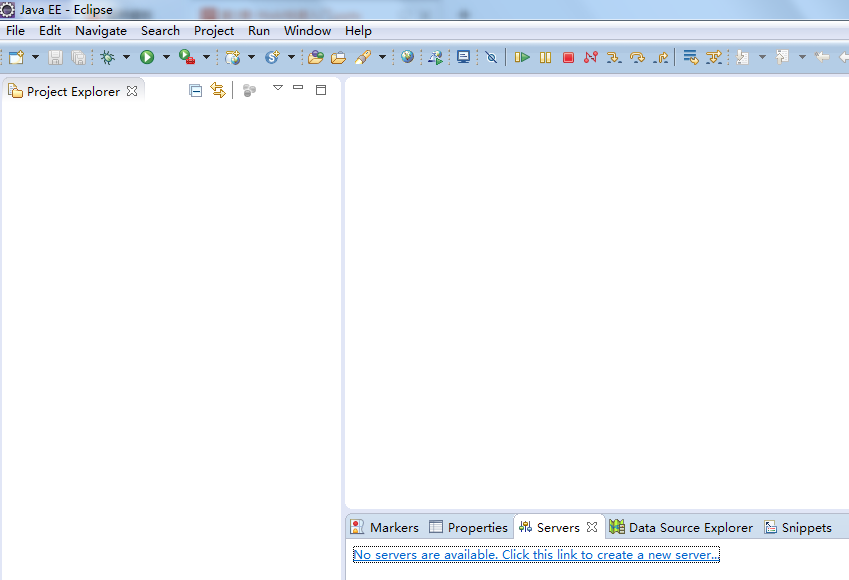 Java EE - Eclipse
File Edit Navigate Search Project Run Window Help
Project Explorer
Markers Properties Servers Data Source Explorer Snippets
No servers are available. Click this link to create a new server...